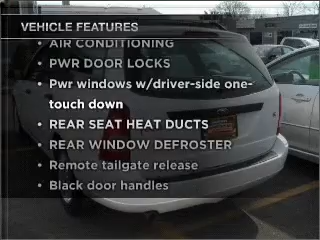 VEHICLE FEATURES
• AIR CONDITIONING
• PWR DOOR LOCKS
• Pwr windows w/driver-side one-
touch down
• REAR SEAT HEAT DUCTS
• REAR WINDOW DEFROSTER
• Remote tailgate release
• Black door handles